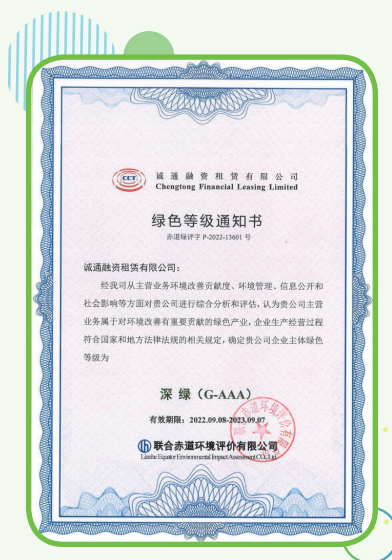 CCT
诚通融资租赁有限公司
Chengtong Financial Leasing Limited
绿色等级通知书
赤道绿评字 P-2022-13601 号
诚通融资租赁有限公司：
经我司从主营业务环境改善贡献度、环境管理、信息公开和
社会影响等方面对贵公司进行综合分析和评估，认为贵公司主营
业务属于对环境改善有重要贡献的绿色产业，企业生产经营过程
符合国家和地方法律法规的相关规定，确定贵公司企业主体绿色
等级为
深 绿（G-AAA）
有效期限：2022.09.08-2023.09.07
联合赤道环境评价有限公司
Lianhe Equator Environmental Impact Assessment CO.,Ltd.